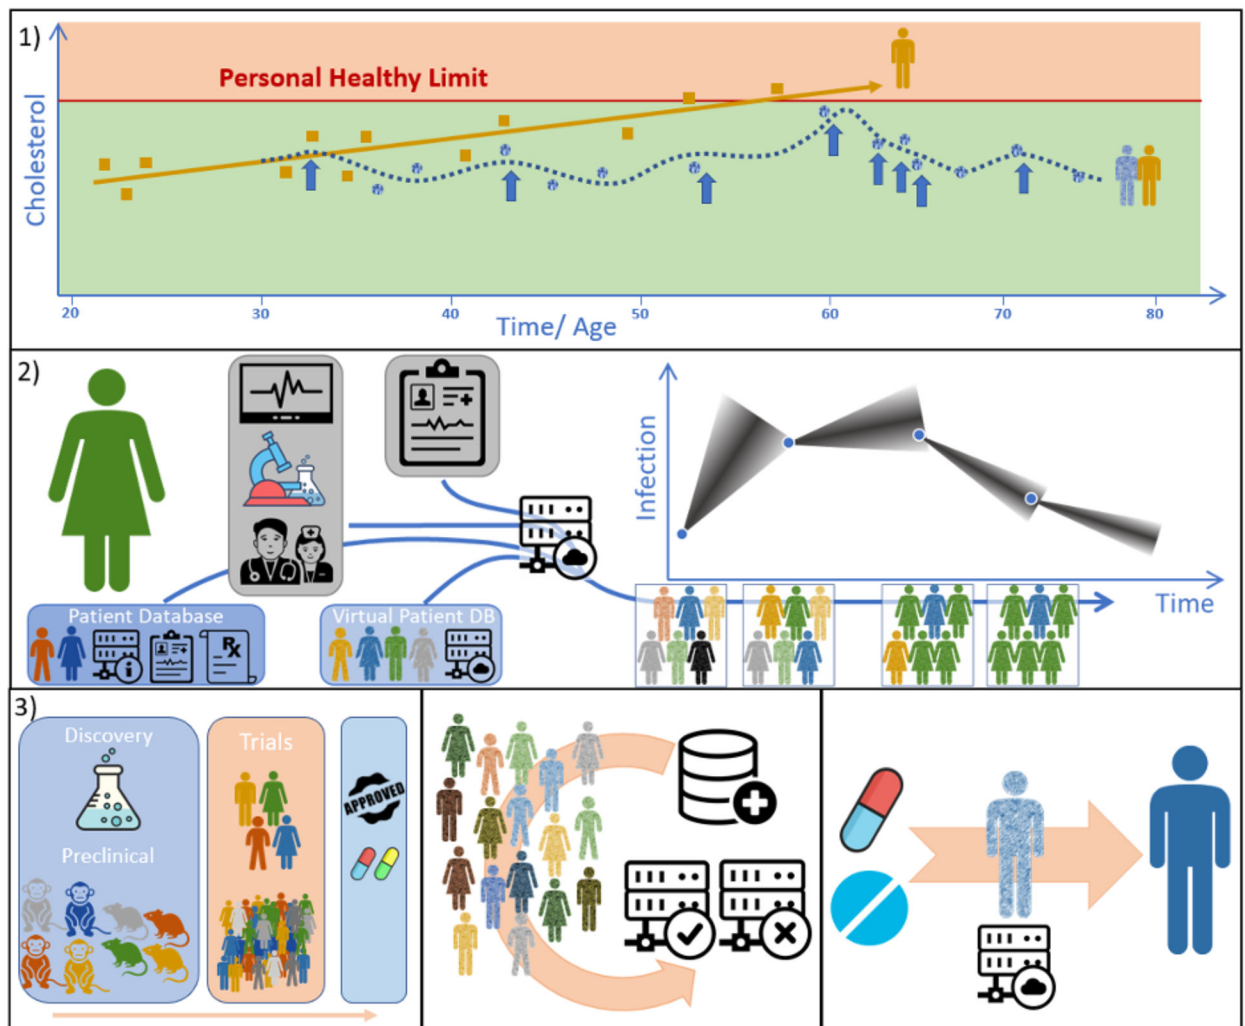 1)
Personal Healthy Limit
Cholesterol
20 30 40 50 60 70 80
Time/ Age
2)
Patient Database
Rx
Virtual Patient DB
Infection
Time
3)
Discovery
Preclinical
Trials
APPROVED